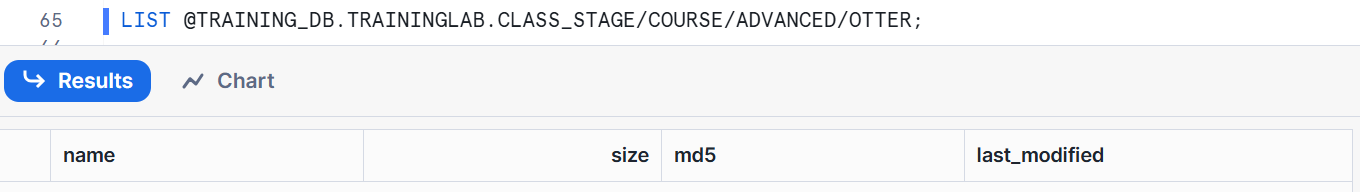 65 LIST @TRAINING_DB.TRAININGLAB.CLASS_STAGE/COURSE/ADVANCED/OTTER;
Results Chart
name size md5 last_modified